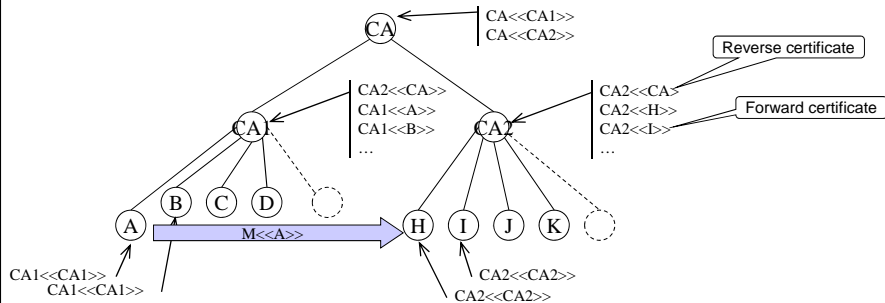 CA
CA<<CA1>>
CA<<CA2>>
Reverse certificate
CA1
CA2<<CA>>
CA1<<A>>
CA1<<B>>
...
CA2
CA2<<CA>
CA2<<H>>
CA2<<I>>
...
Forward certificate
A
B
C
D
H
I
J
K
M<<A>>
CA1<<CA1>>
CA1<<CA1>>
CA2<<CA2>>
CA2<<CA2>>